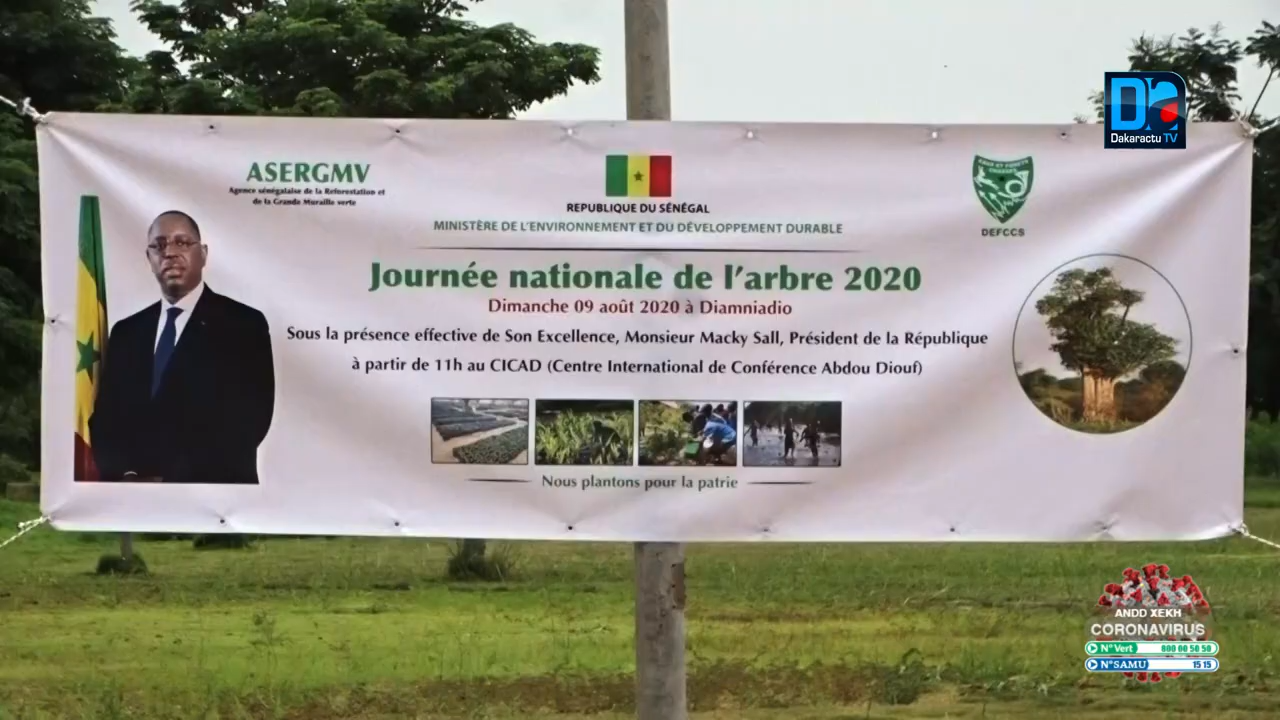 Dakaractu TV
ASERGMV
Agence sénégalaise de la Reforestation et
de la Grande Muraille verte
REPUBLIQUE DU SÉNÉGAL
MINISTÈRE DE L'ENVIRONNEMENT ET DU DÉVELOPPEMENT DURABLE
EAUX ET FORETS
CHASSES
DEFCCS
Journée nationale de l'arbre 2020
Dimanche 09 août 2020 à Diamniadio
Sous la présence effective de Son Excellence, Monsieur Macky Sall, Président de la République
à partir de 11h au CICAD (Centre International de Conférence Abdou Diouf)
Nous plantons pour la patrie
ANDD XEKH
CORONAVIRUS
N°Vert 800 00 50 50
N°SAMU 15 15